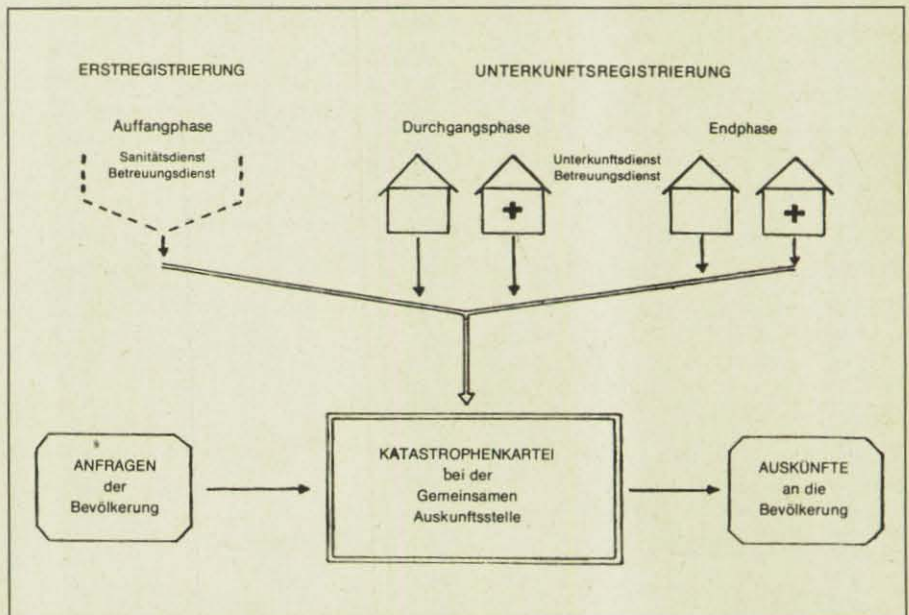 ERSTREGISTRIERUNG
UNTERKUNFTSREGISTRIERUNG
Auffangphase
Sanitätsdienst
Betreuungsdienst
Durchgangsphase
Unterkunftsdienst
Betreuungsdienst
Endphase
ANFRAGEN
der
Bevölkerung
KATASTROPHENKARTEI
bei der
Gemeinsamen
Auskunftsstelle
AUSKÜNFTE
an die
Bevölkerung